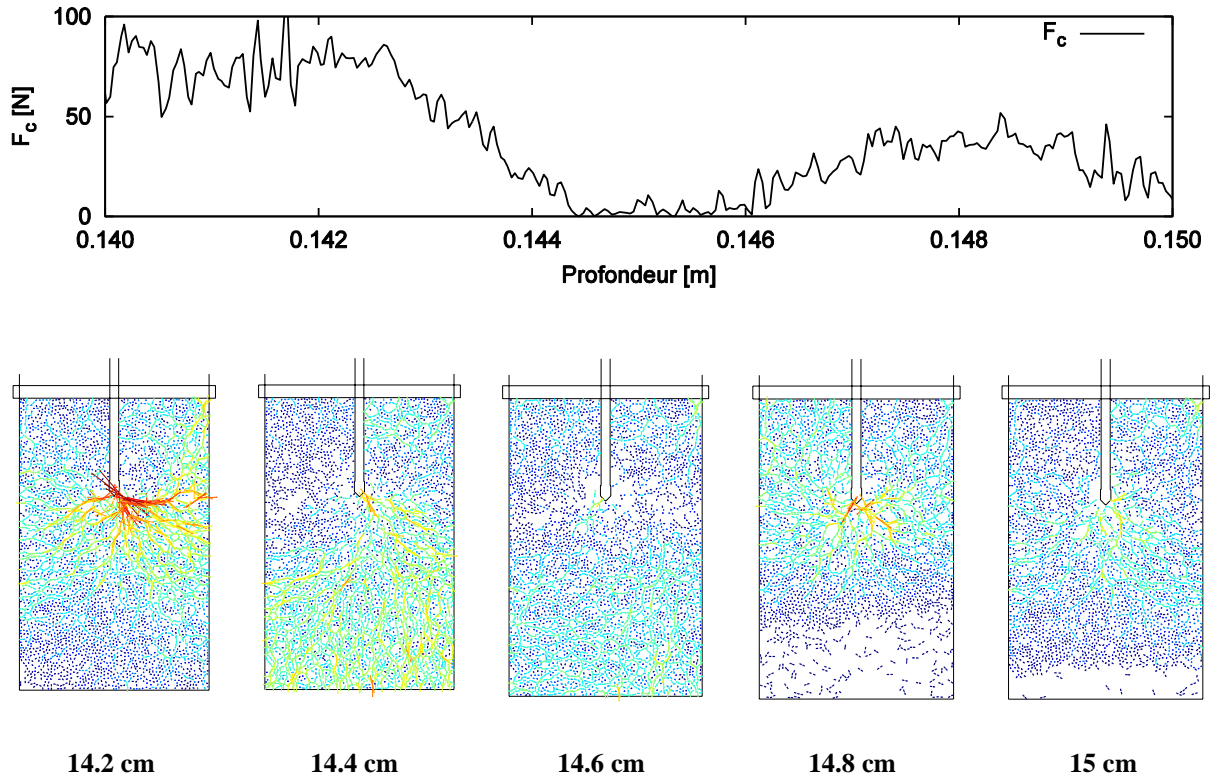 100
50
0
F_c [N]
F_c
0.140 0.142 0.144 0.146 0.148 0.150
Profondeur [m]
14.2 cm 14.4 cm 14.6 cm 14.8 cm 15 cm